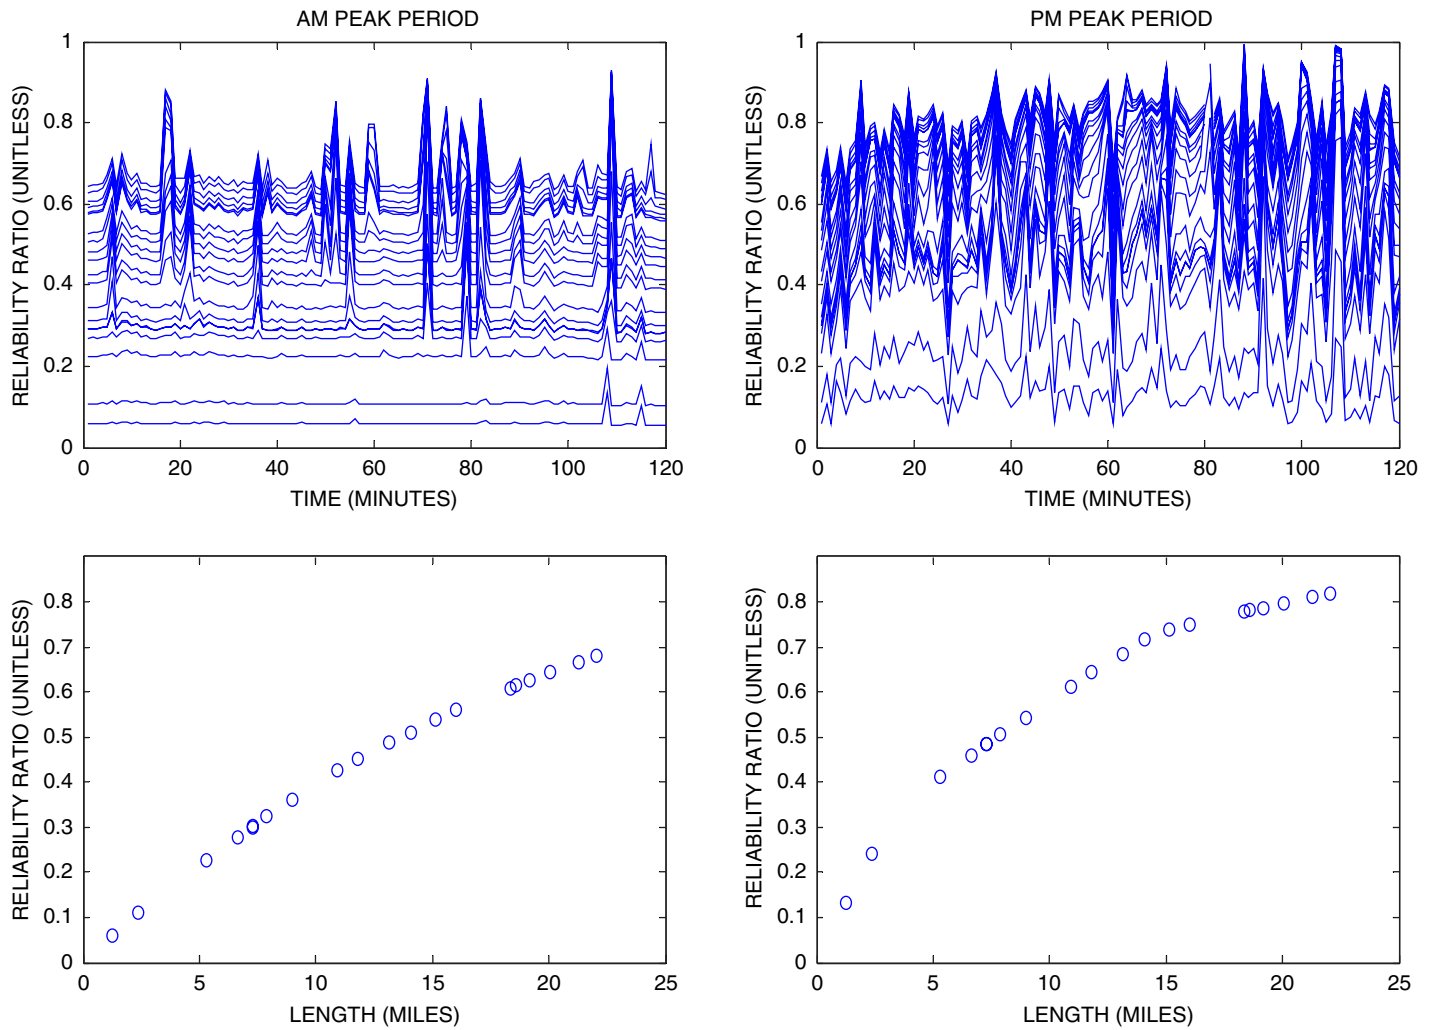 AM PEAK PERIOD
RELIABILITY RATIO (UNITLESS)
1
0.8
0.6
0.4
0.2
0
0 20 40 60 80 100 120
TIME (MINUTES)
PM PEAK PERIOD
RELIABILITY RATIO (UNITLESS)
1
0.8
0.6
0.4
0.2
0
0 20 40 60 80 100 120
TIME (MINUTES)
RELIABILITY RATIO (UNITLESS)
0.8
0.7
0.6
0.5
0.4
0.3
0.2
0.1
0
0 5 10 15 20 25
LENGTH (MILES)
RELIABILITY RATIO (UNITLESS)
0.8
0.7
0.6
0.5
0.4
0.3
0.2
0.1
0
0 5 10 15 20 25
LENGTH (MILES)